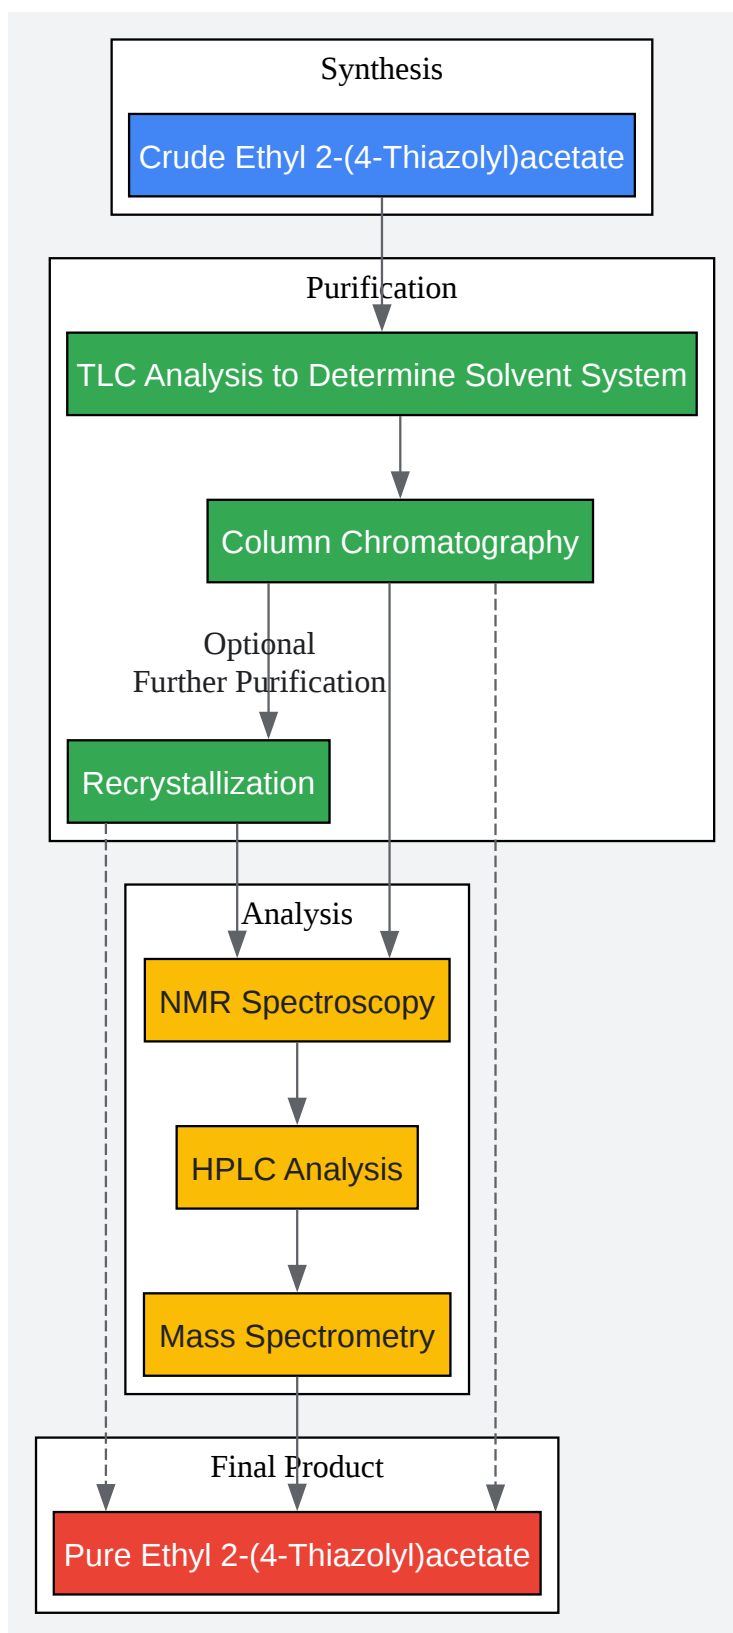 Synthesis
Crude Ethyl 2-(4-Thiazolyl)acetate
Purification
TLC Analysis to Determine Solvent System
Column Chromatography
Optional
Further Purification
Recrystallization
Analysis
NMR Spectroscopy
HPLC Analysis
Mass Spectrometry
Final Product
Pure Ethyl 2-(4-Thiazolyl)acetate